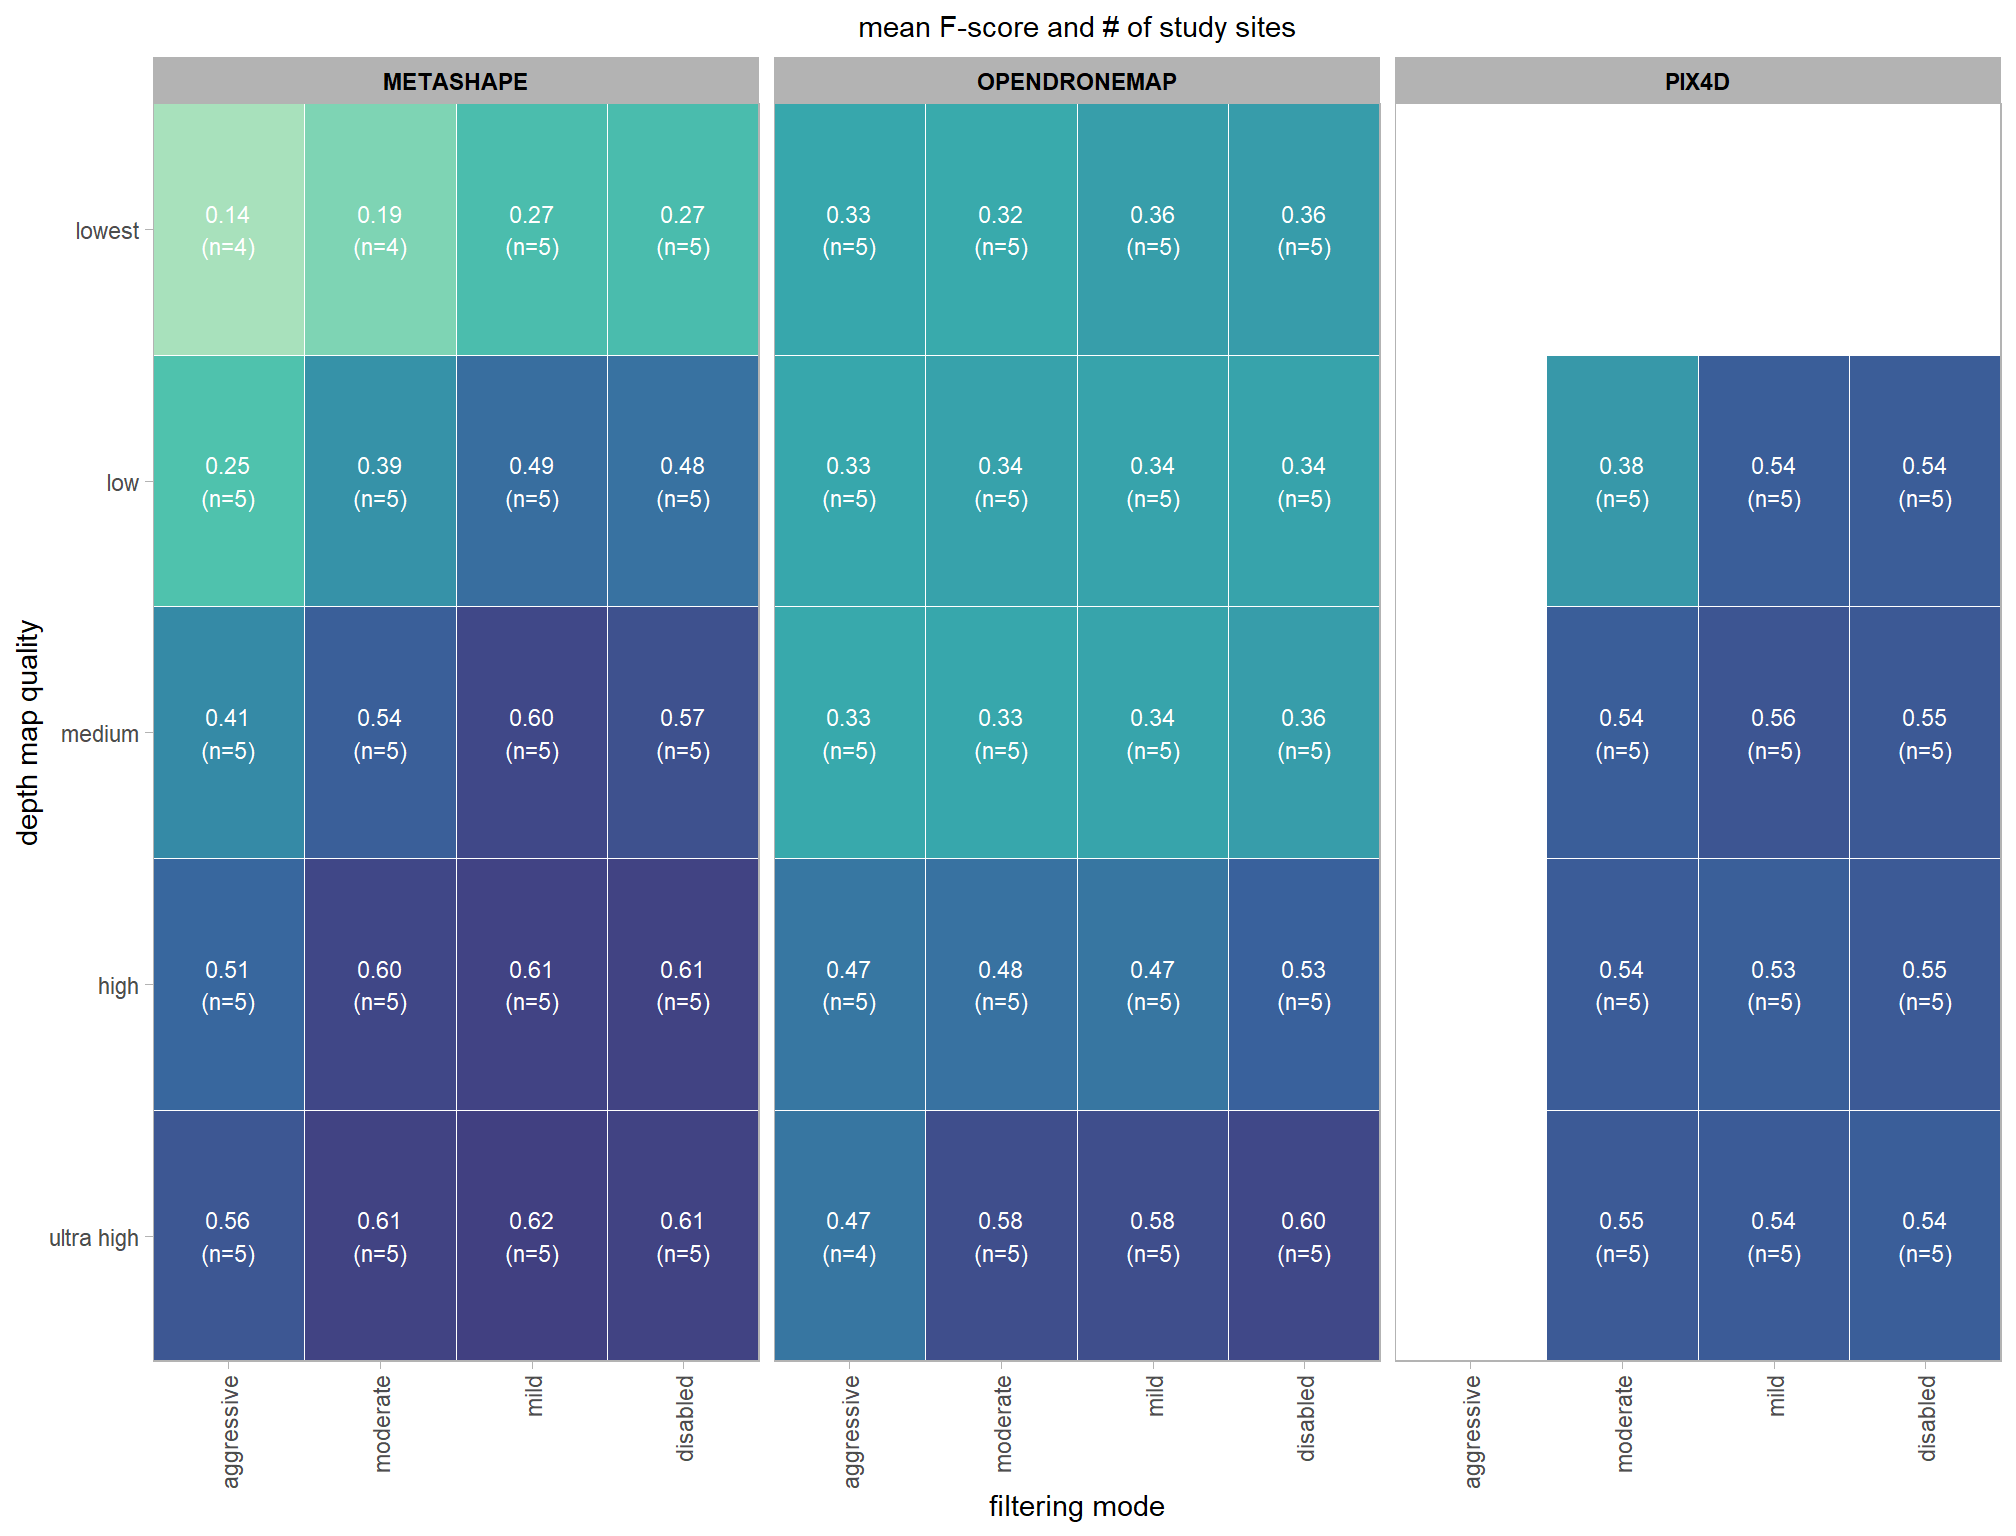 mean F-score and # of study sites
METASHAPE OPENDRONEMAP PIX4D
lowest
0.14 0.19 0.27 0.27 0.33 0.32 0.36 0.36
(n=4) (n=4) (n=5) (n=5) (n=5) (n=5) (n=5) (n=5)
low
0.25 0.39 0.49 0.48 0.33 0.34 0.34 0.34 0.38 0.54 0.54
(n=5) (n=5) (n=5) (n=5) (n=5) (n=5) (n=5) (n=5) (n=5) (n=5) (n=5)
depth map quality
medium
0.41 0.54 0.60 0.57 0.33 0.33 0.34 0.36 0.54 0.56 0.55
(n=5) (n=5) (n=5) (n=5) (n=5) (n=5) (n=5) (n=5) (n=5) (n=5) (n=5)
high
0.51 0.60 0.61 0.61 0.47 0.48 0.47 0.53 0.54 0.53 0.55
(n=5) (n=5) (n=5) (n=5) (n=5) (n=5) (n=5) (n=5) (n=5) (n=5) (n=5)
ultra high
0.56 0.61 0.62 0.61 0.47 0.58 0.58 0.60 0.55 0.54 0.54
(n=5) (n=5) (n=5) (n=5) (n=4) (n=5) (n=5) (n=5) (n=5) (n=5) (n=5)
aggressive moderate mild disabled aggressive moderate mild disabled aggressive moderate mild disabled
filtering mode